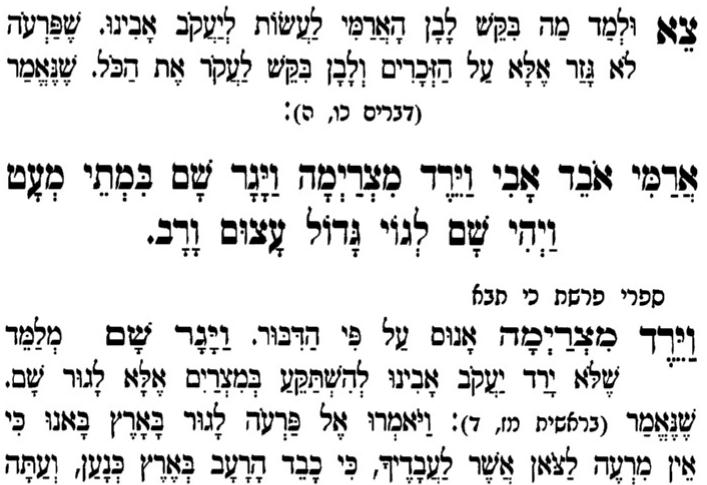 צֵא וּלְמַד מַה בִּקֵּשׁ לָבָן הָאֲרַמִּי לַעֲשׂוֹת לְיַעֲקֹב אָבִינוּ. שֶׁפַּרְעֹה
לֹא גָּזַר אֶלָּא עַל הַזְּכָרִים וְלָבָן בִּקֵּשׁ לַעֲקֹר אֶת הַכֹּל. שֶׁנֶּאֱמַר
(דברים כו, ה):
אֲרַמִּי אֹבֵד אָבִי וַיֵּרֶד מִצְרַיְמָה וַיָּגָר שָׁם בִּמְתֵי מְעָט
וַיְהִי שָׁם לְגוֹי גָּדוֹל עָצוּם וָרָב.
ספרי פרשת כי תבא
וַיֵּרֶד מִצְרַיְמָה אָנוּס עַל פִּי הַדִּבּוּר. וַיָּגָר שָׁם מְלַמֵּד
שֶׁלֹּא יָרַד יַעֲקֹב אָבִינוּ לְהִשְׁתַּקֵּעַ בְּמִצְרַיִם אֶלָּא לָגוּר שָׁם.
שֶׁנֶּאֱמַר (בראשית מז, ד): וַיֹּאמְרוּ אֶל פַּרְעֹה לָגוּר בָּאָרֶץ בָּאנוּ כִּי
אֵין מִרְעֶה לַצֹּאן אֲשֶׁר לַעֲבָדֶיךָ, כִּי כָבֵד הָרָעָב בְּאֶרֶץ כְּנָעַן, וְעַתָּה